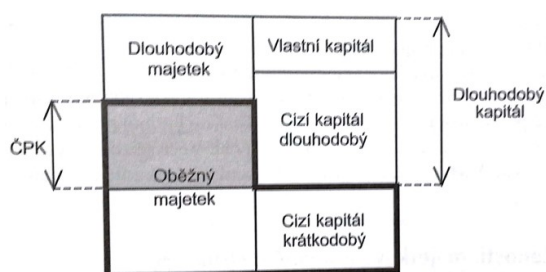 Dlouhodobý
majetek
Vlastní kapitál
Cizí kapitál
dlouhodobý
Dlouhodobý
kapitál
ČPK
Oběžný
majetek
Cizí kapitál
krátkodobý